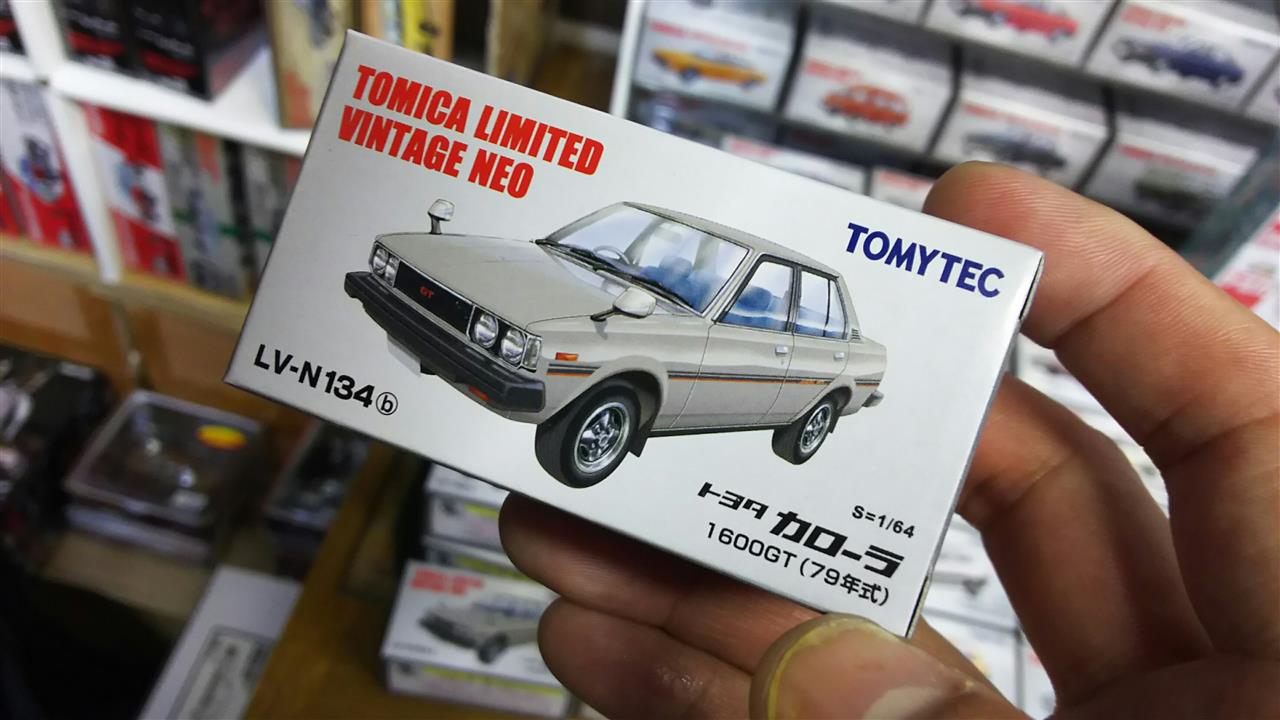 TOMICA LIMITED
VINTAGE NEO
TOMYTEC
GT
LV-N134ⓑ
S=1/64
トヨタ カローラ
1600GT (79年式)